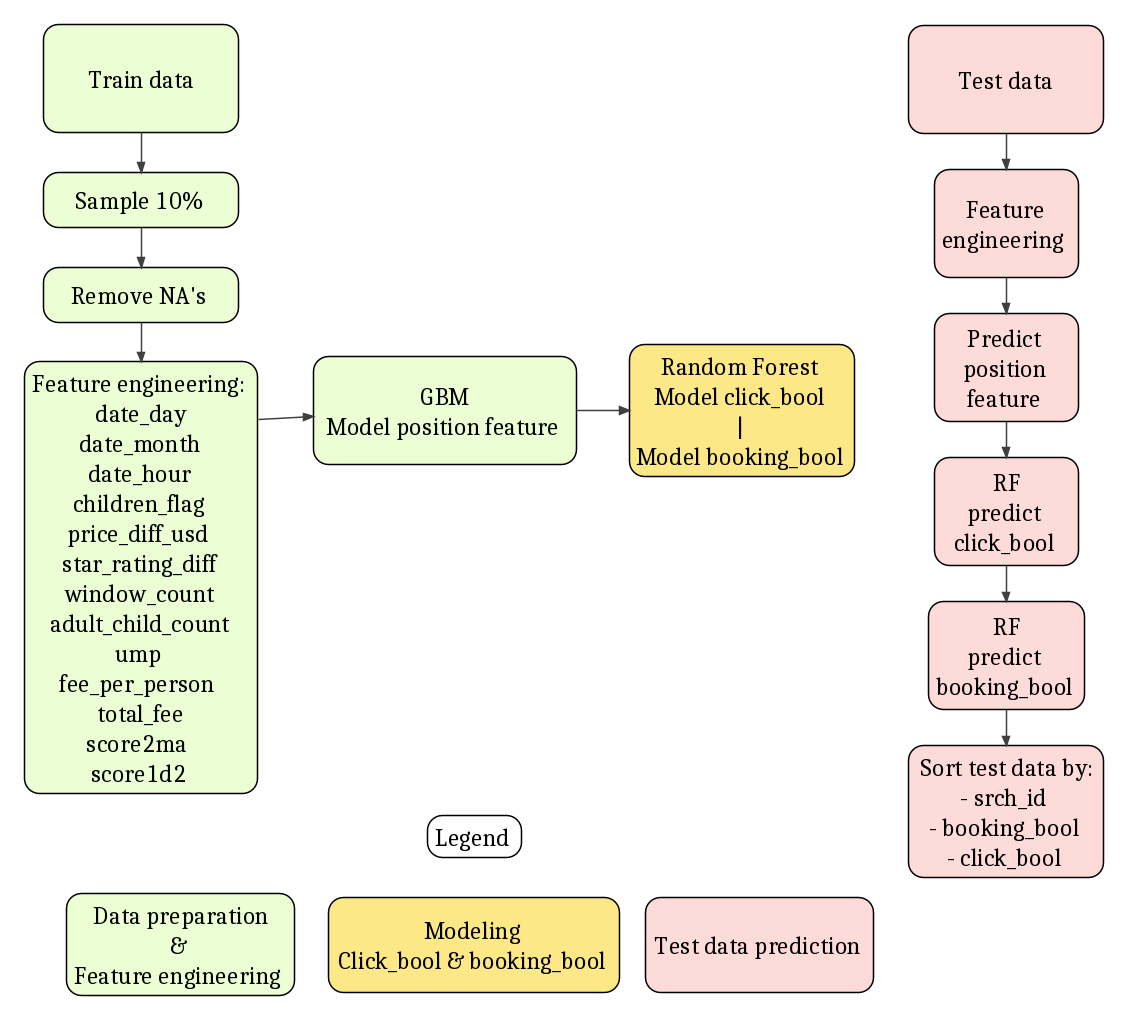 Train data
Sample 10%
Remove NA's
Feature engineering:
date_day
date_month
date_hour
children_flag
price_diff_usd
star_rating_diff
window_count
adult_child_count
ump
fee_per_person
total_fee
score2ma
score1d2
GBM
Model position feature
Random Forest
Model click_bool
|
Model booking_bool
Test data
Feature
engineering
Predict
position
feature
RF
predict
click_bool
RF
predict
booking_bool
Sort test data by:
- srch_id
- booking_bool
- click_bool
Legend
Data preparation
&
Feature engineering
Modeling
Click_bool & booking_bool
Test data prediction